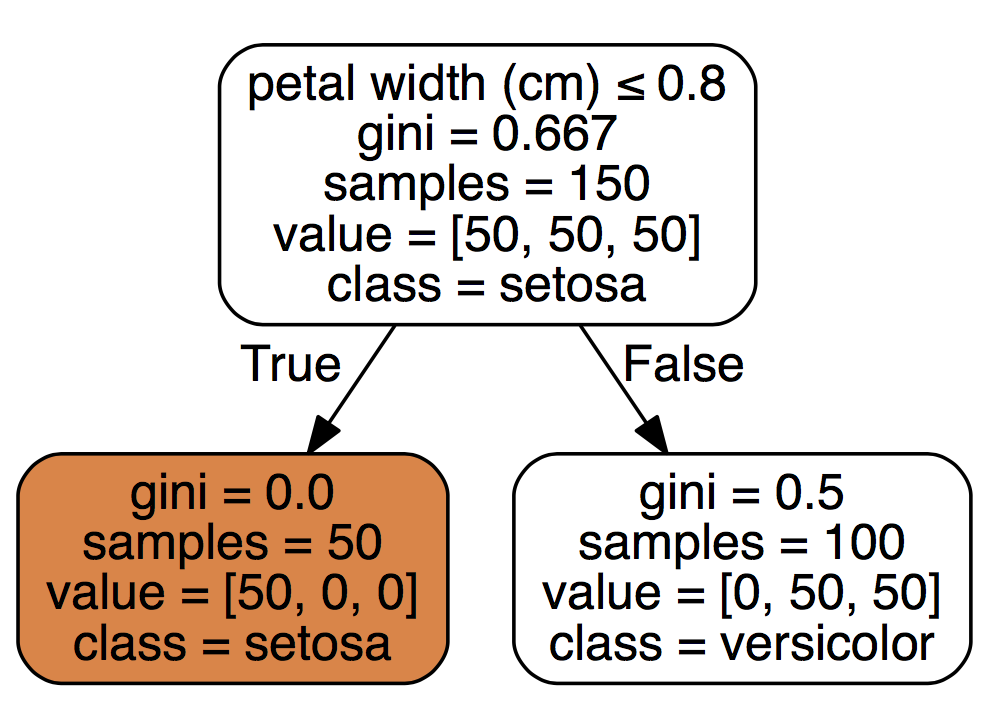 petal width (cm) ≤ 0.8
gini = 0.667
samples = 150
value = [50, 50, 50]
class = setosa
True
False
gini = 0.0
samples = 50
value = [50, 0, 0]
class = setosa
gini = 0.5
samples = 100
value = [0, 50, 50]
class = versicolor